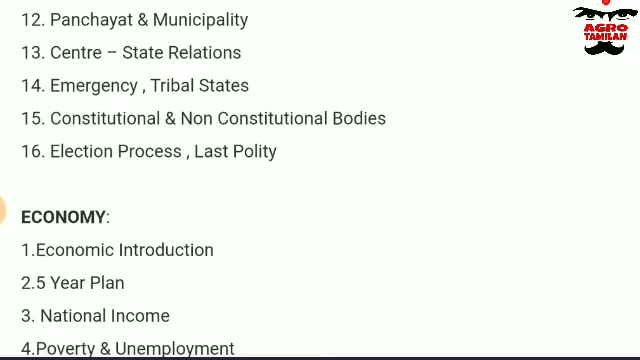 12. Panchayat & Municipality
AGRO
TAMILAN
13. Centre – State Relations
14. Emergency , Tribal States
15. Constitutional & Non Constitutional Bodies
16. Election Process , Last Polity
ECONOMY:
1.Economic Introduction
2.5 Year Plan
3. National Income
4.Poverty & Unemployment